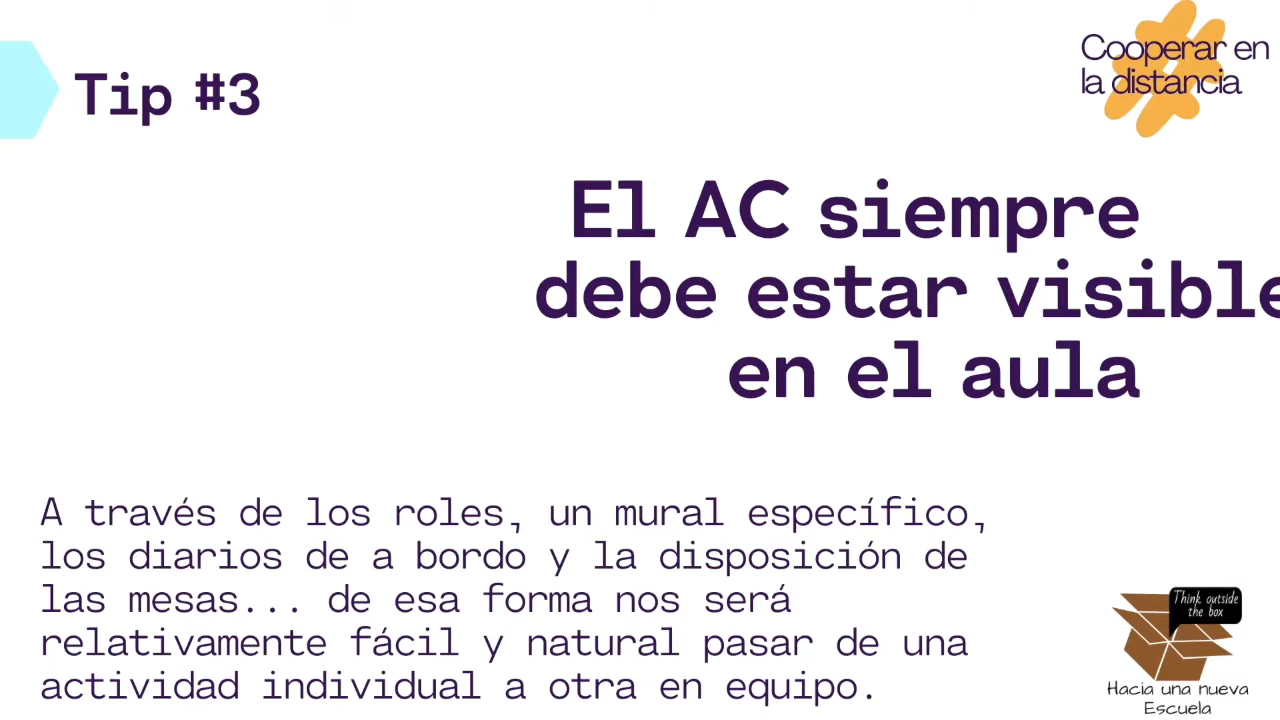 Cooperar en
la distancia
Tip #3
El AC siempre
debe estar visible
en el aula
A través de los roles, un mural específico,
los diarios de a bordo y la disposición de
las mesas... de esa forma nos será
relativamente fácil y natural pasar de una
actividad individual a otra en equipo.
Think outside
the box
Hacia una nueva
Escuela